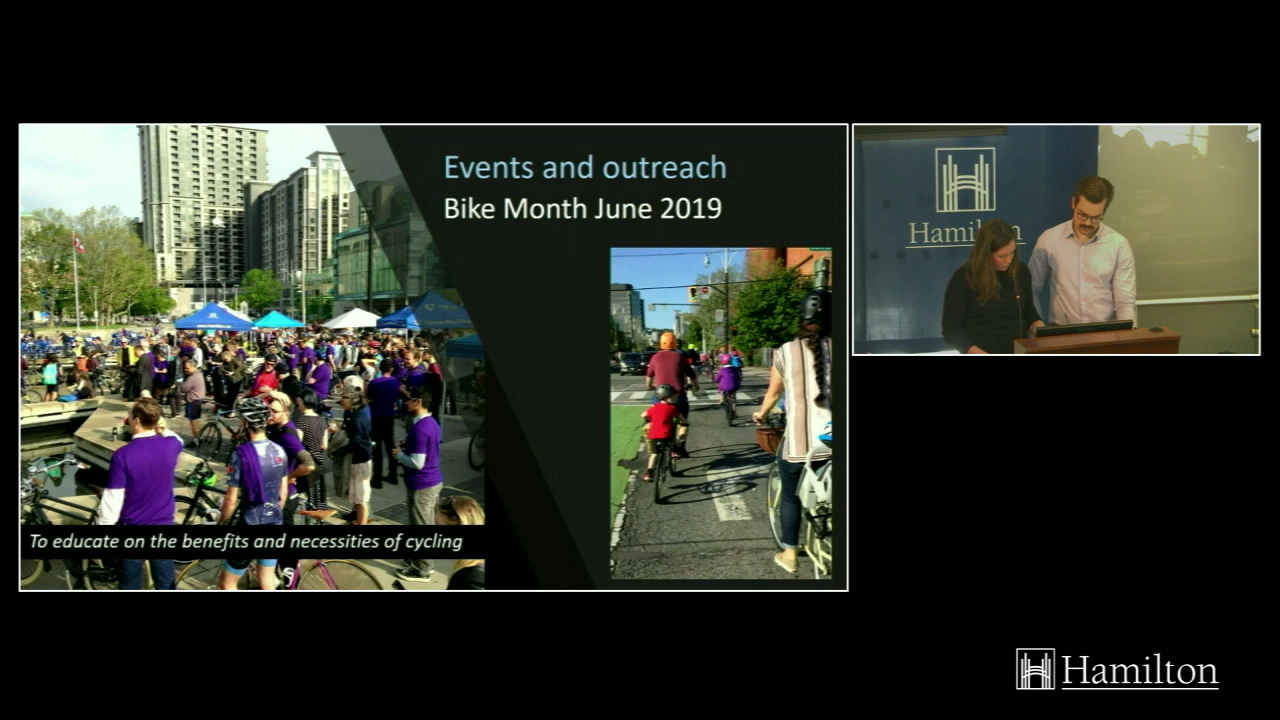 Events and outreach
Bike Month June 2019
To educate on the benefits and necessities of cycling
Hamilton
Hamilton